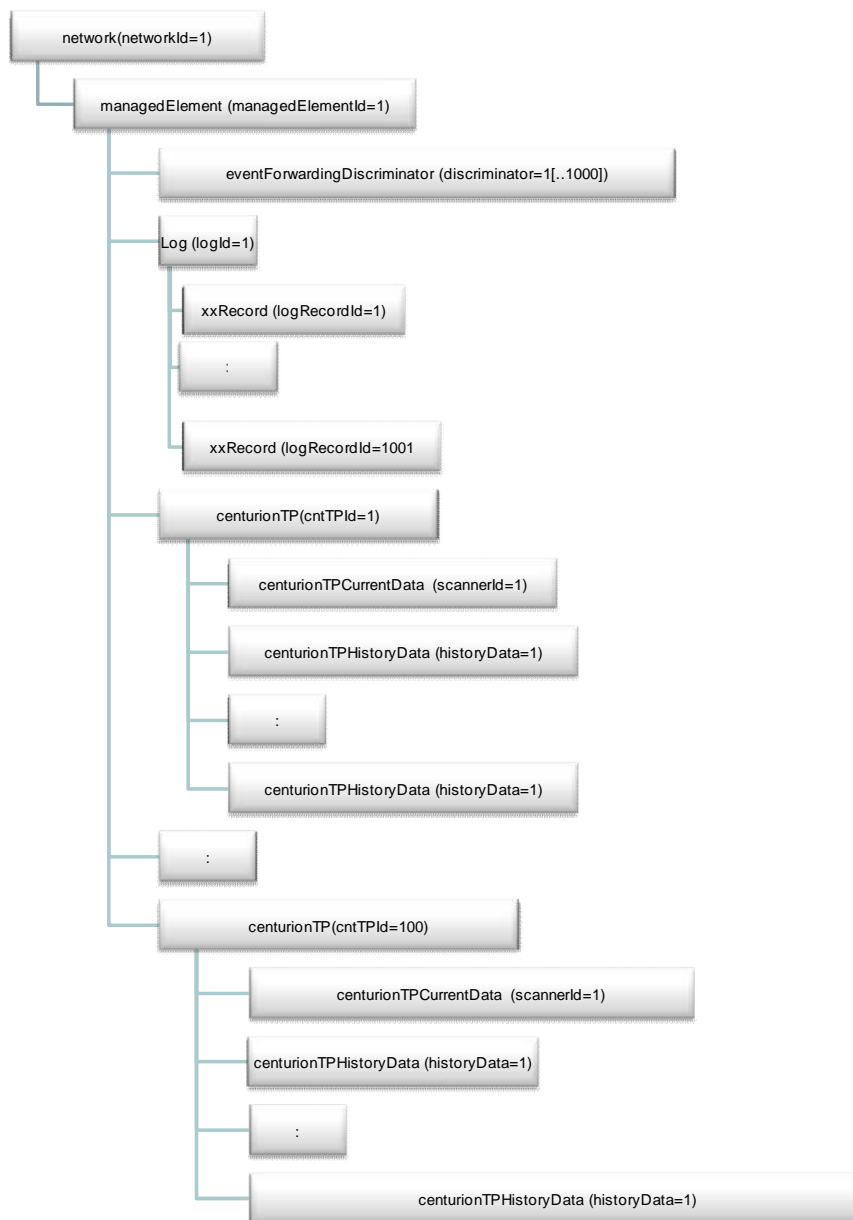 network(networkId=1)
managedElement (managedElementId=1)
eventForwardingDiscriminator (discriminator=1[..1000])
Log (logId=1)
xxRecord (logRecordId=1)
:
xxRecord (logRecordId=1001
centurionTP(cntTPId=1)
centurionTPCurrentData (scannerId=1)
centurionTPHistoryData (historyData=1)
:
centurionTPHistoryData (historyData=1)
:
centurionTP(cntTPId=100)
centurionTPCurrentData (scannerId=1)
centurionTPHistoryData (historyData=1)
:
centurionTPHistoryData (historyData=1)